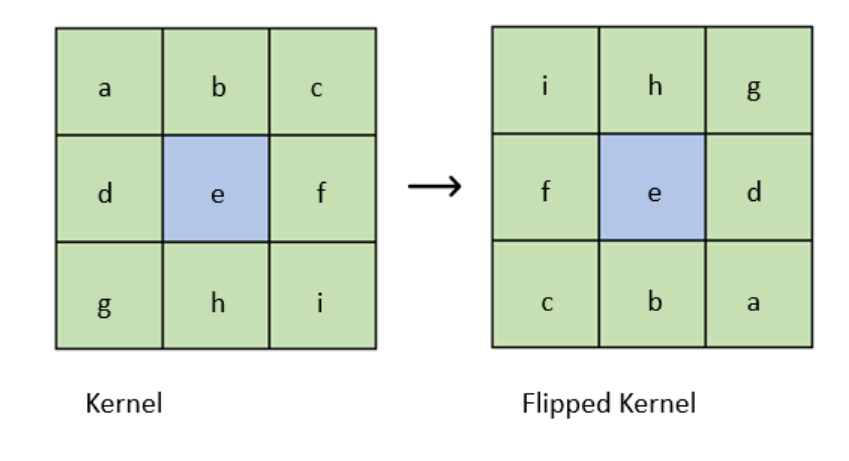 a b c i h g
d e f f e d
g h i c b a
Kernel Flipped Kernel